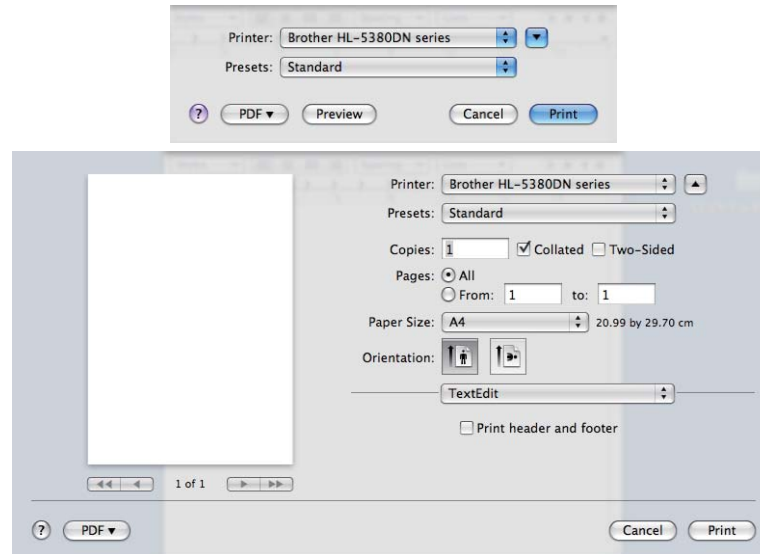 Printer: Brother HL-5380DN series
Presets: Standard
? PDF Preview Cancel Print
Printer: Brother HL-5380DN series
Presets: Standard
Copies: 1 Collated Two-Sided
Pages: All
From: 1 to: 1
Paper Size: A4 20.99 by 29.70 cm
Orientation:
TextEdit
Print header and footer
1 of 1
? PDF Cancel Print